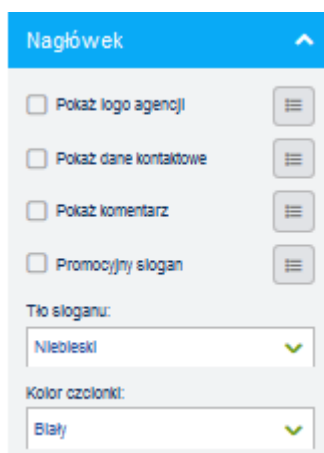 Nagłówek
Pokaż logo agencji
Pokaż dane kontaktowe
Pokaż komentarz
Promocyjny slogan
Tło sloganu:
Niebieski
Kolor czcionki:
Biały